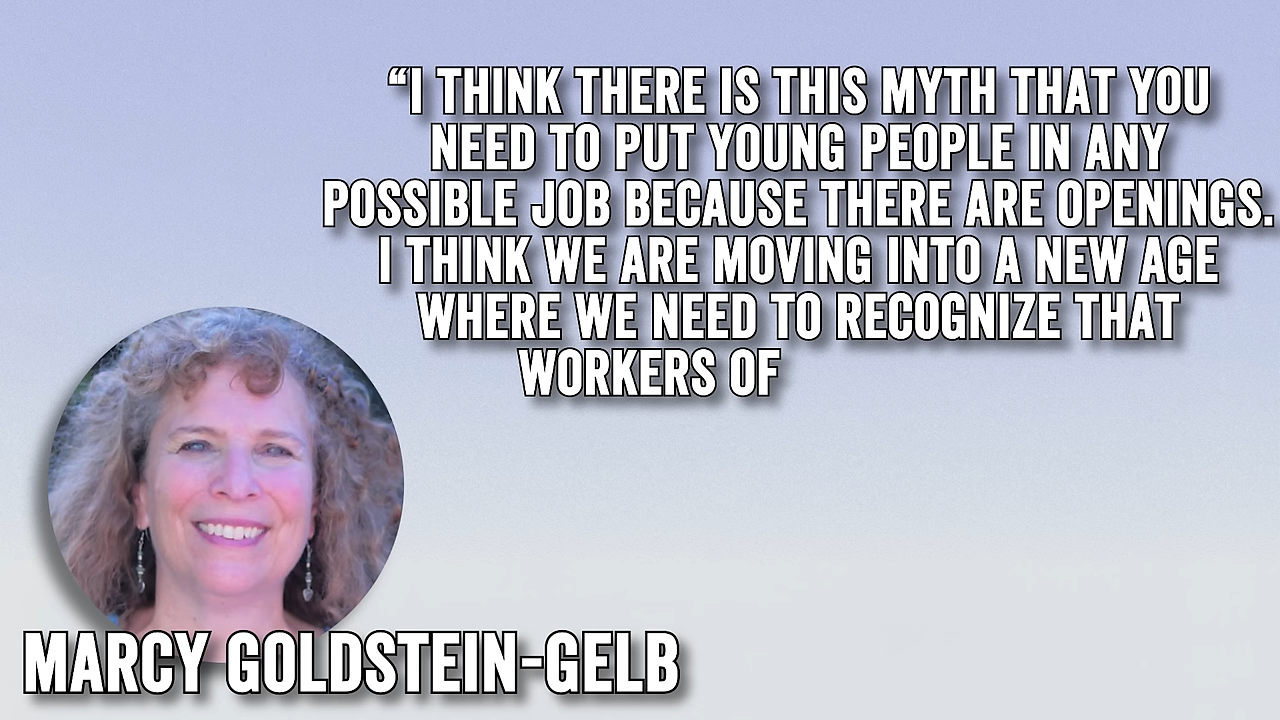 “I THINK THERE IS THIS MYTH THAT YOU
NEED TO PUT YOUNG PEOPLE IN ANY
POSSIBLE JOB BECAUSE THERE ARE OPENINGS.
I THINK WE ARE MOVING INTO A NEW AGE
WHERE WE NEED TO RECOGNIZE THAT
WORKERS OF
MARCY GOLDSTEIN-GELB